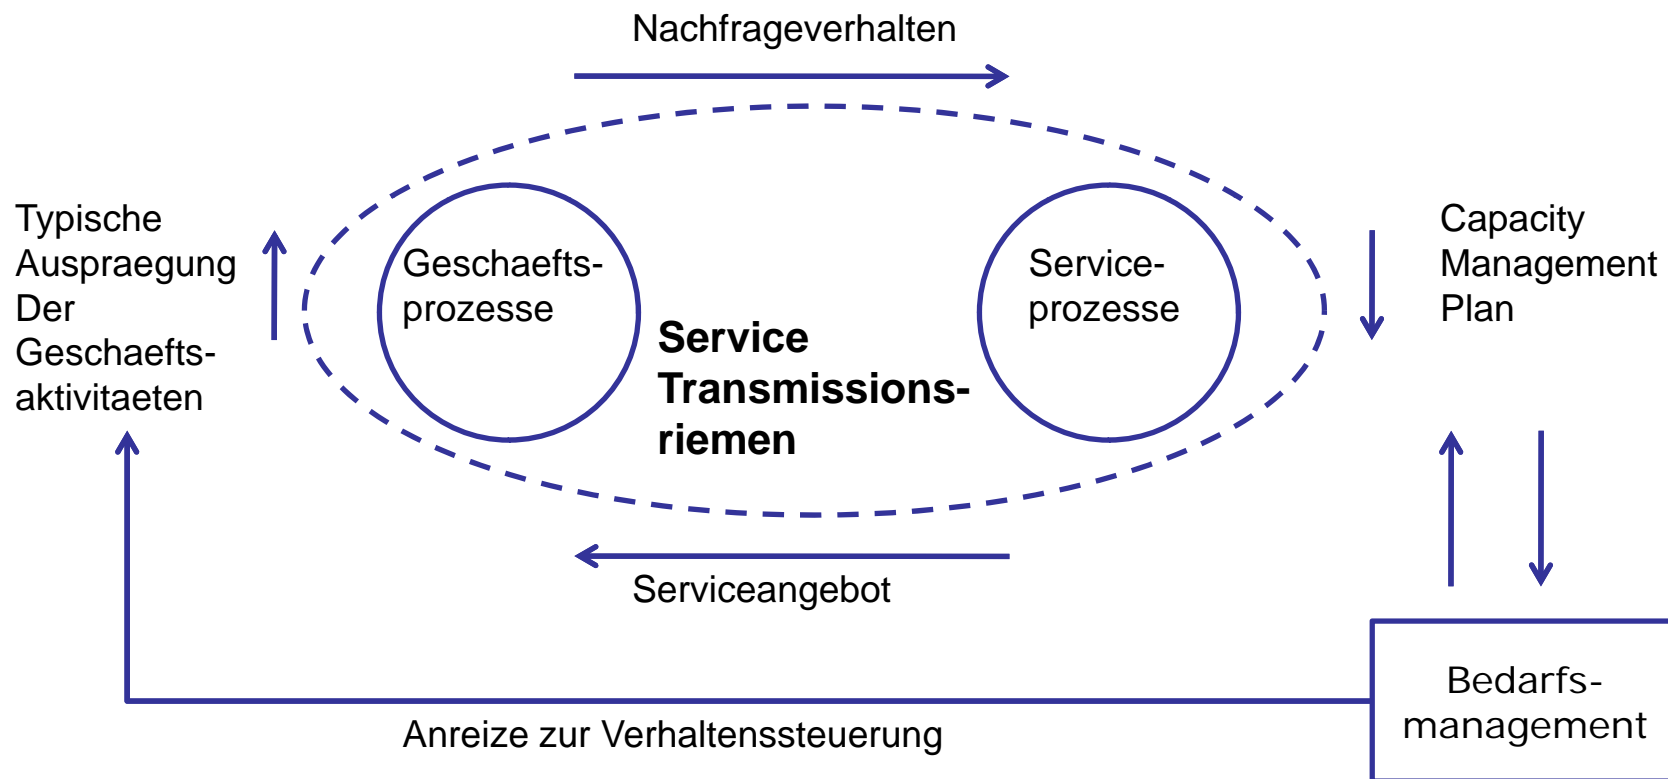 Nachfrageverhalten
Typische
Auspraegung
Der
Geschaefts-
aktivitaeten
Geschaefts-
prozesse
Service
Transmissions-
riemen
Service-
prozesse
Capacity
Management
Plan
Serviceangebot
Anreize zur Verhaltenssteuerung
Bedarfs-
management